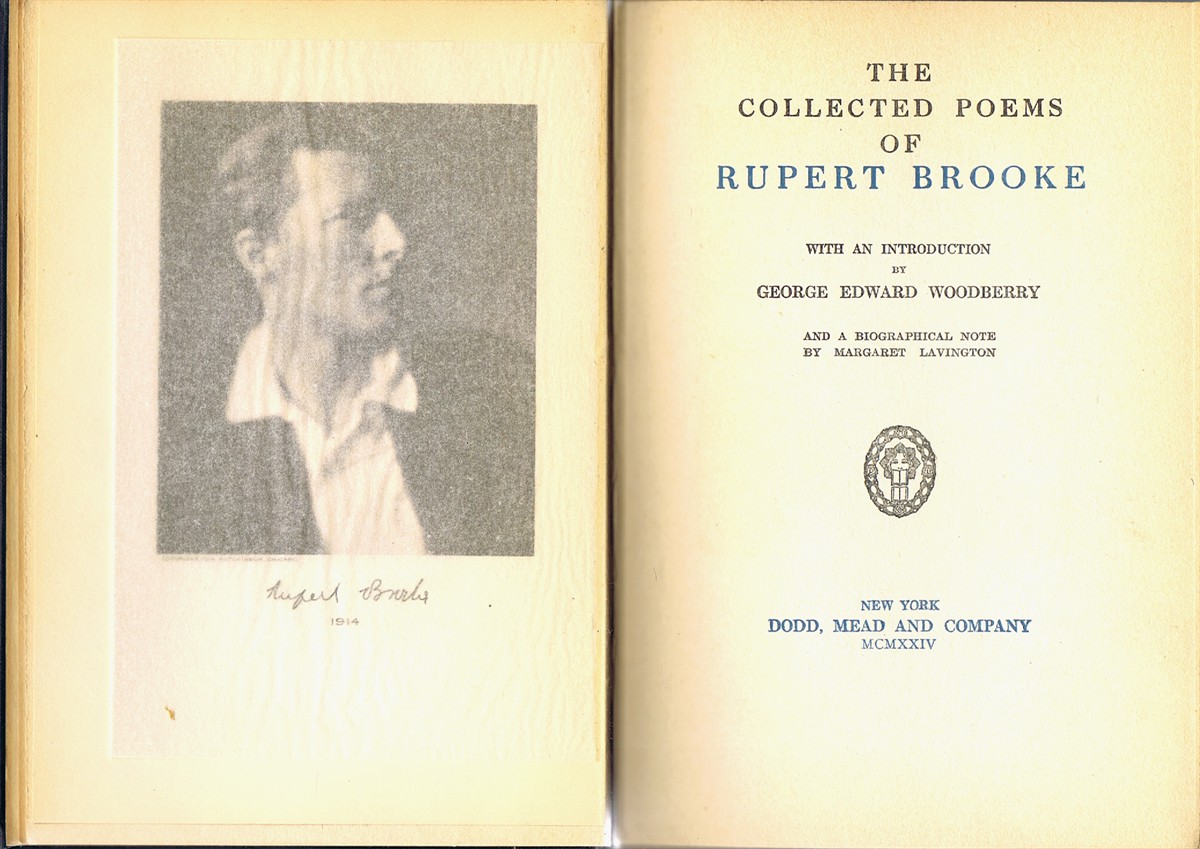 Rupert Brooke
1914
THE
COLLECTED POEMS
OF
RUPERT BROOKE
WITH AN INTRODUCTION
BY
GEORGE EDWARD WOODBERRY
AND A BIOGRAPHICAL NOTE
BY MARGARET LAVINGTON
NEW YORK
DODD, MEAD AND COMPANY
MCMXXIV